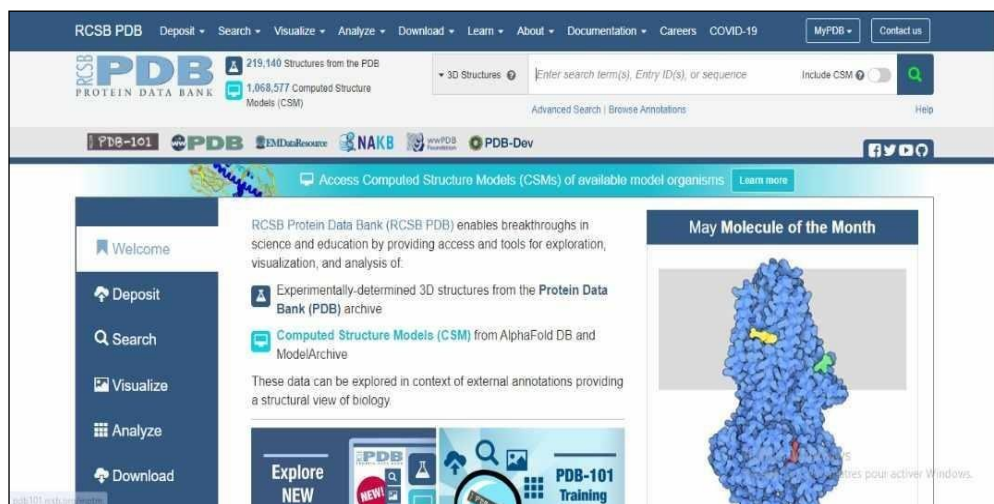 RCSB PDB Deposit Search Visualize Analyze Download Learn About Documentation Careers COVID-19 MyPDB Contact us
RCSB PDB
PROTEIN DATA BANK
219,140 Structures from the PDB
1,068,577 Computed Structure
Models (CSM)
3D Structures Enter search term(s), Entry ID(s), or sequence Include CSM
Advanced Search | Browse Annotations Help
PDB-101 PDB EMDataResource NAKB wwPDB Foundation PDB-Dev
Access Computed Structure Models (CSMs) of available model organisms Learn more
Welcome
Deposit
Search
Visualize
Analyze
Download
RCSB Protein Data Bank (RCSB PDB) enables breakthroughs in
science and education by providing access and tools for exploration,
visualization, and analysis of:
Experimentally-determined 3D structures from the Protein Data
Bank (PDB) archive
Computed Structure Models (CSM) from AlphaFold DB and
ModelArchive
These data can be explored in context of external annotations providing
a structural view of biology.
Explore
NEW
PDB
NEW!
PDB-101
Training
May Molecule of the Month
pour activer Windows.